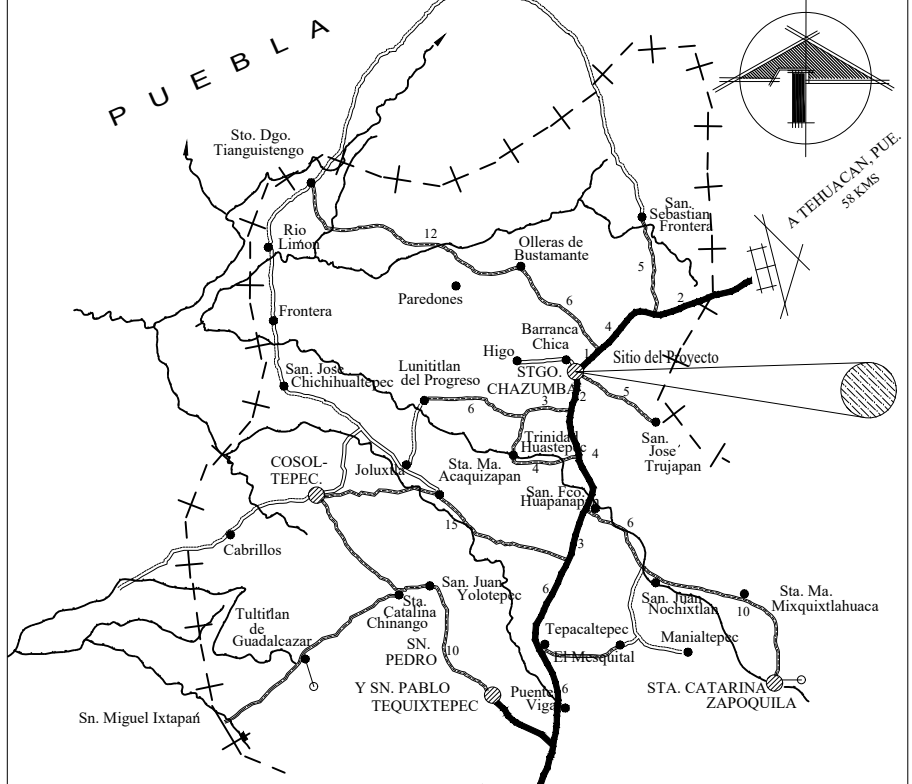 PUEBLA
Sto. Dgo.
Tianguistengo
A TEHUACAN, PUE.
58 KMS
San.
Sebastian
Frontera
Rio
Limon
12
Olleras de
Bustamante
5
Paredones
6
2
4
Frontera
Barranca
Chica
1
Higo
Sitio del Proyecto
STGO.
CHAZUMBA
San. Jose
Chichihualtepec
Lunititlan
del Progreso
5
6
3
2
San.
Jose
Trujapan
Trinidad
Huastepec
4
4
COSOL-
TEPEC.
Joluxtla
Sta. Ma.
Acaquizapan
San. Fco.
Huapanapan
15
6
Cabrillos
3
San. Juan
Yolotepec
6
San. Juan
Nochixtlan
Sta. Ma.
Mixquixtlahuaca
10
Sta.
Catalina
Chinango
Tultitlan
de
Guadalcazar
Tepacaltepec
Manialtepec
El Mesquital
SN.
PEDRO
10
Y SN. PABLO
TEQUIXTEPEC
Puente
Viga
6
STA. CATARINA
ZAPOQUILA
Sn. Miguel Ixtapan